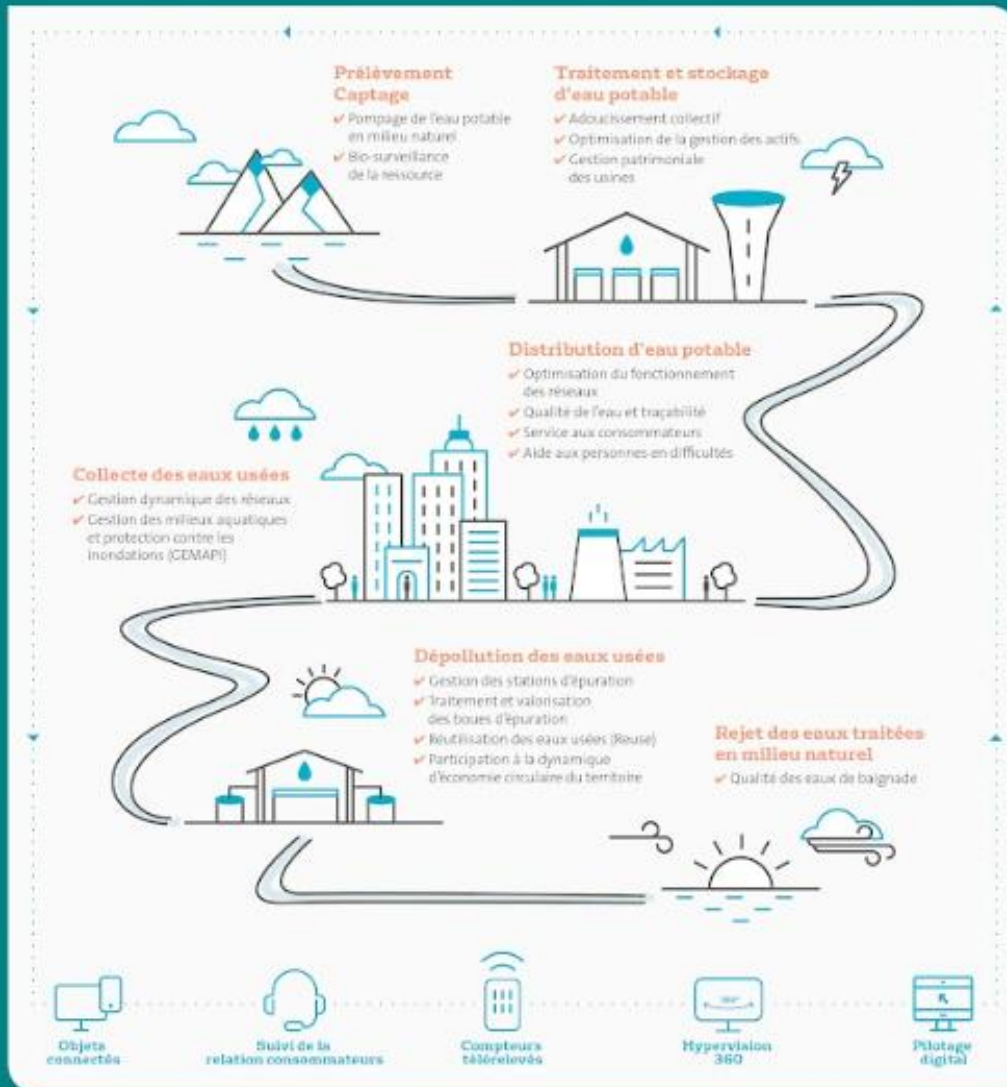 Prélèvement
Captage
✔ Pompage de l'eau potable
en milieu naturel
✔ Bio-surveillance
de la ressource
Traitement et stockage
d'eau potable
✔ Adoucissement collectif
✔ Optimisation de la gestion des actifs
✔ Gestion patrimoniale
des usines
Distribution d'eau potable
✔ Optimisation du fonctionnement
des réseaux
✔ Qualité de l'eau et traçabilité
✔ Service aux consommateurs
✔ Aide aux personnes en difficultés
Collecte des eaux usées
✔ Gestion dynamique des réseaux
✔ Gestion des milieux aquatiques
et protection contre les
inondations (GEMAPI)
Dépollution des eaux usées
✔ Gestion des stations d'épuration
✔ Traitement et valorisation
des boues d'épuration
✔ Réutilisation des eaux usées (Reuse)
✔ Participation à la dynamique
d'économie circulaire du territoire
Rejet des eaux traitées
en milieu naturel
✔ Qualité des eaux de baignade
Objets
connectés
Suivi de la
relation consommateurs
Compteurs
télérelevés
360°
Hypervision
360
Pilotage
digital